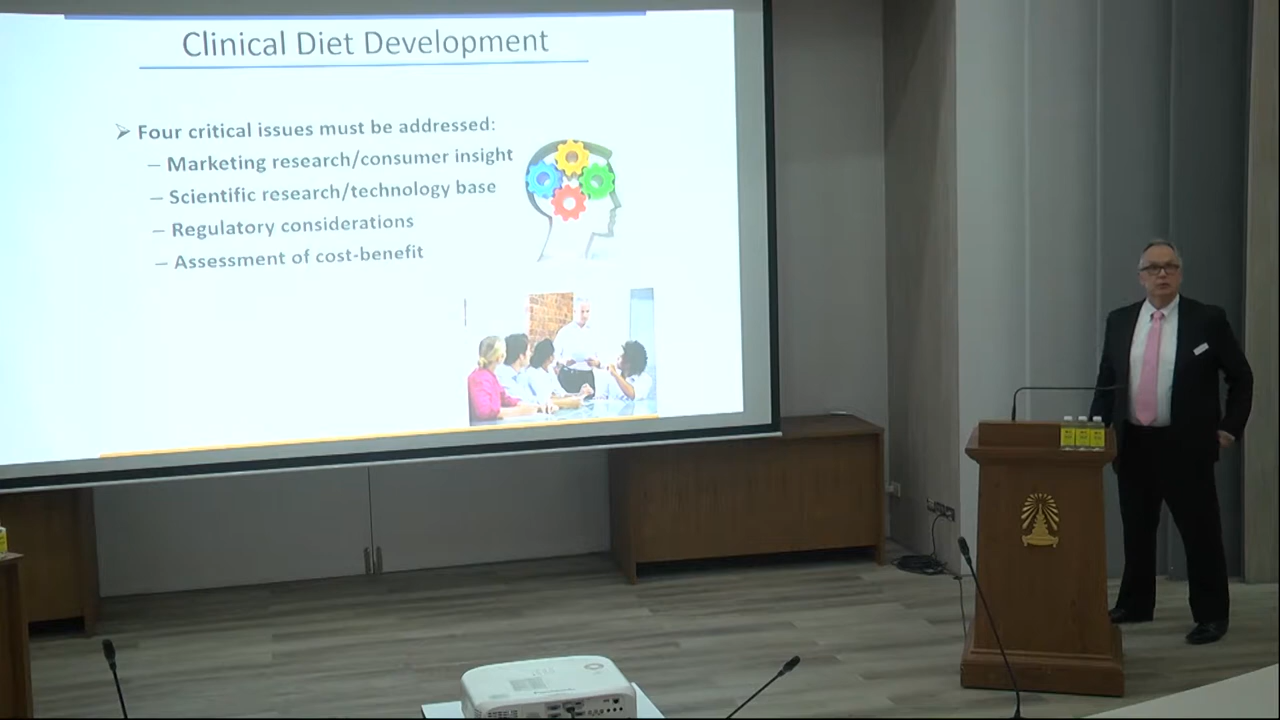 Clinical Diet Development
➢ Four critical issues must be addressed:
– Marketing research/consumer insight
– Scientific research/technology base
– Regulatory considerations
– Assessment of cost-benefit